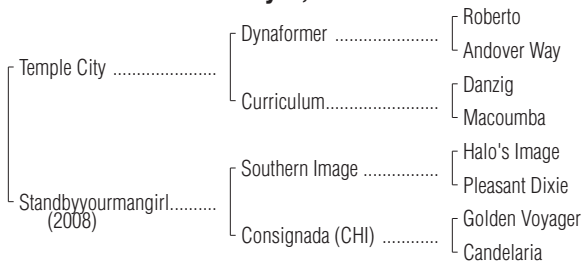 Roberto
Dynaformer ........................
Andover Way
Temple City ........................
Danzig
Curriculum..........................
Macoumba
Halo's Image
Southern Image .................
Pleasant Dixie
Standbyyourmangirl..........
(2008)
Golden Voyager
Consignada (CHI) ............
Candelaria